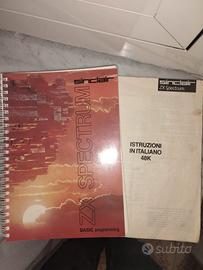 sinclair
ZX SPECTRUM
BASIC programming
sinclair
ZX Spectrum
ISTRUZIONI
IN ITALIANO
48K
subito